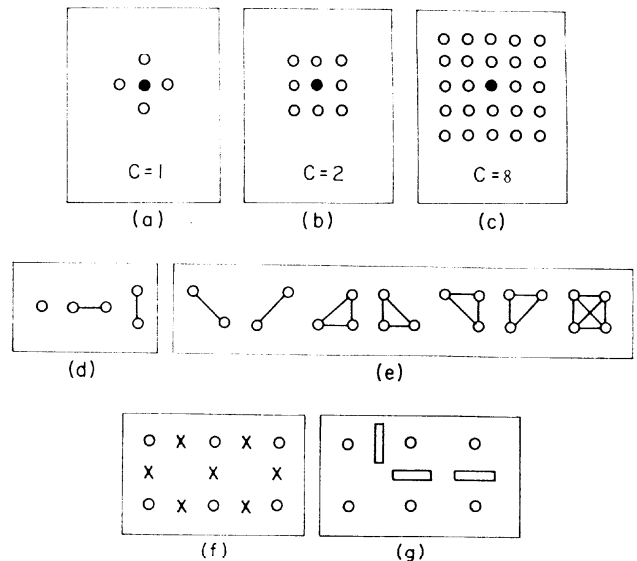 C = 1
C = 2
C = 8
(a)
(b)
(c)
(d)
(e)
x x
x x x
x x
(f)
(g)